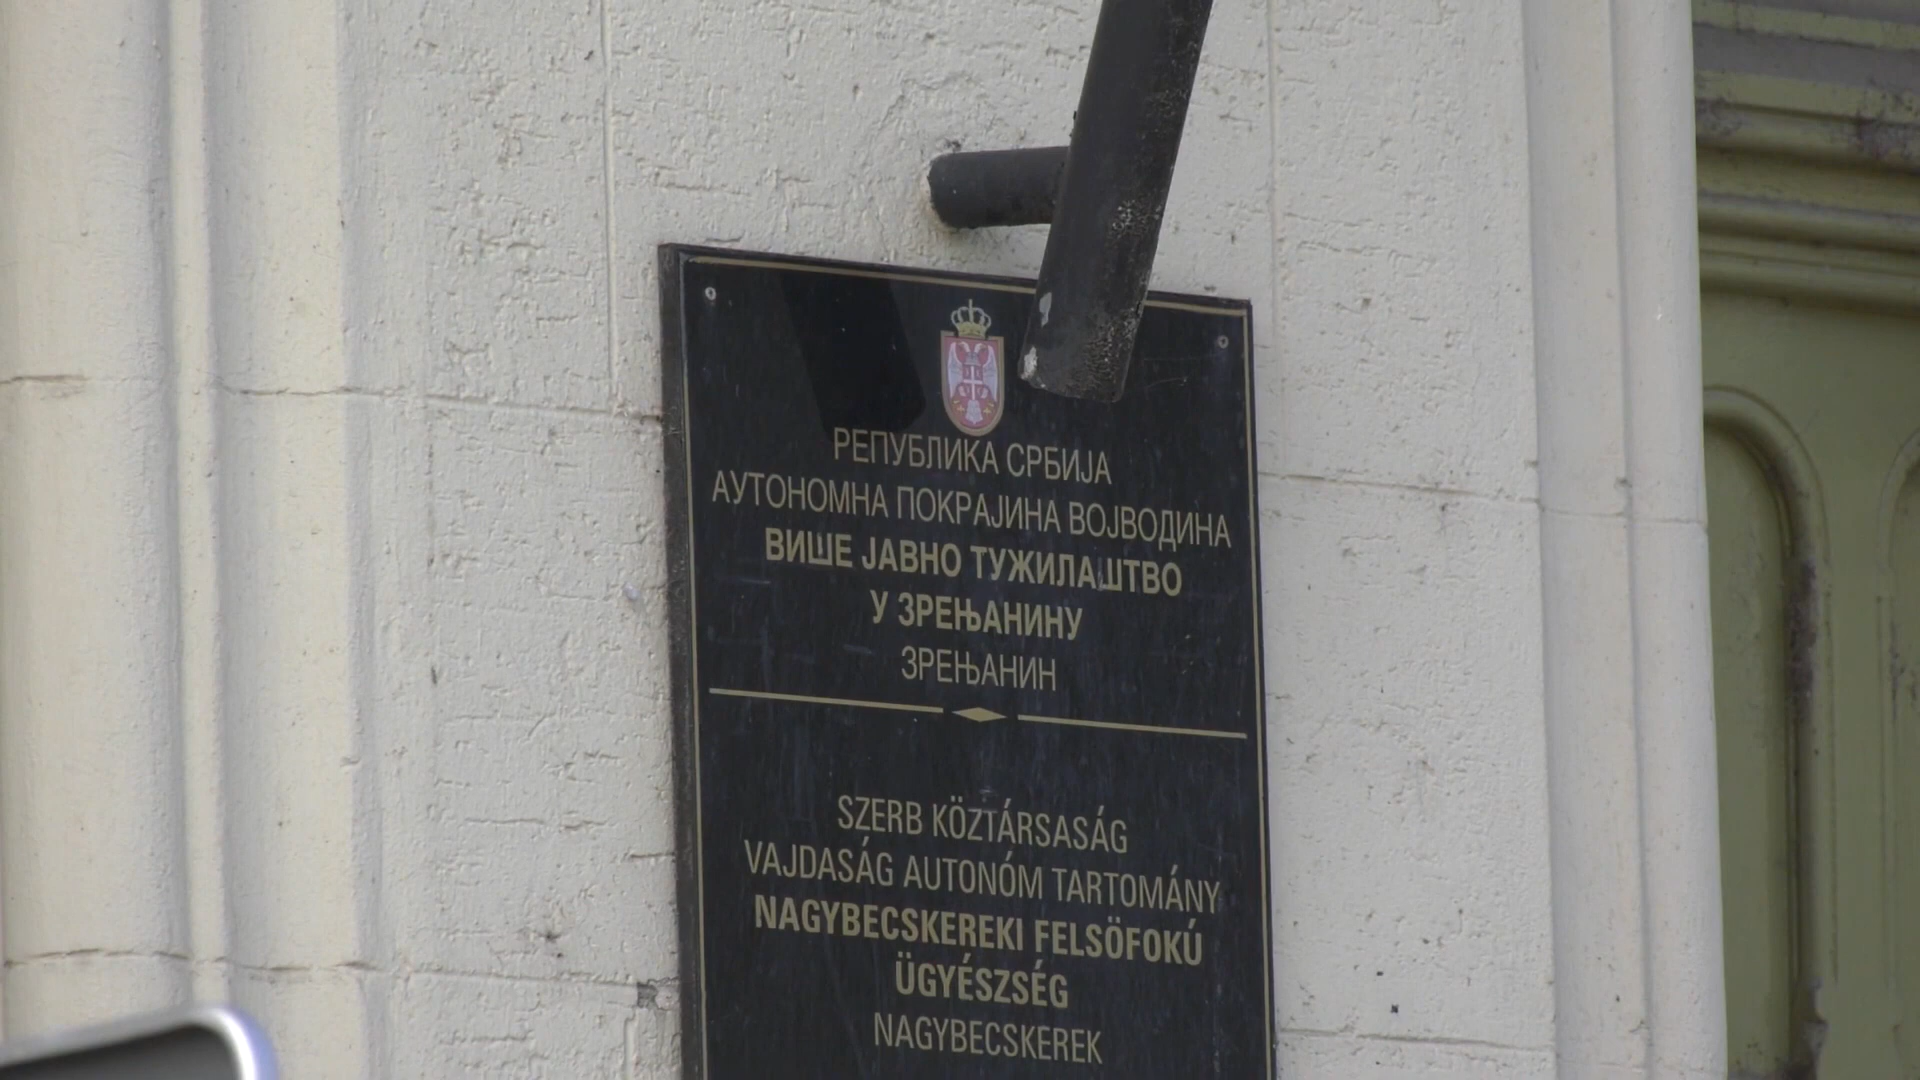 РЕПУБЛИКА СРБИЈА
АУТОНОМНА ПОКРАЈИНА ВОЈВОДИНА
ВИШЕ ЈАВНО ТУЖИЛАШТВО
У ЗРЕЊАНИНУ
ЗРЕЊАНИН
SZERB KÖZTÁRSASÁG
VAJDASÁG AUTONÓM TARTOMÁNY
NAGYBECSKEREKI FELSÖFOKÚ
ÜGYÉSZSÉG
NAGYBECSKEREK